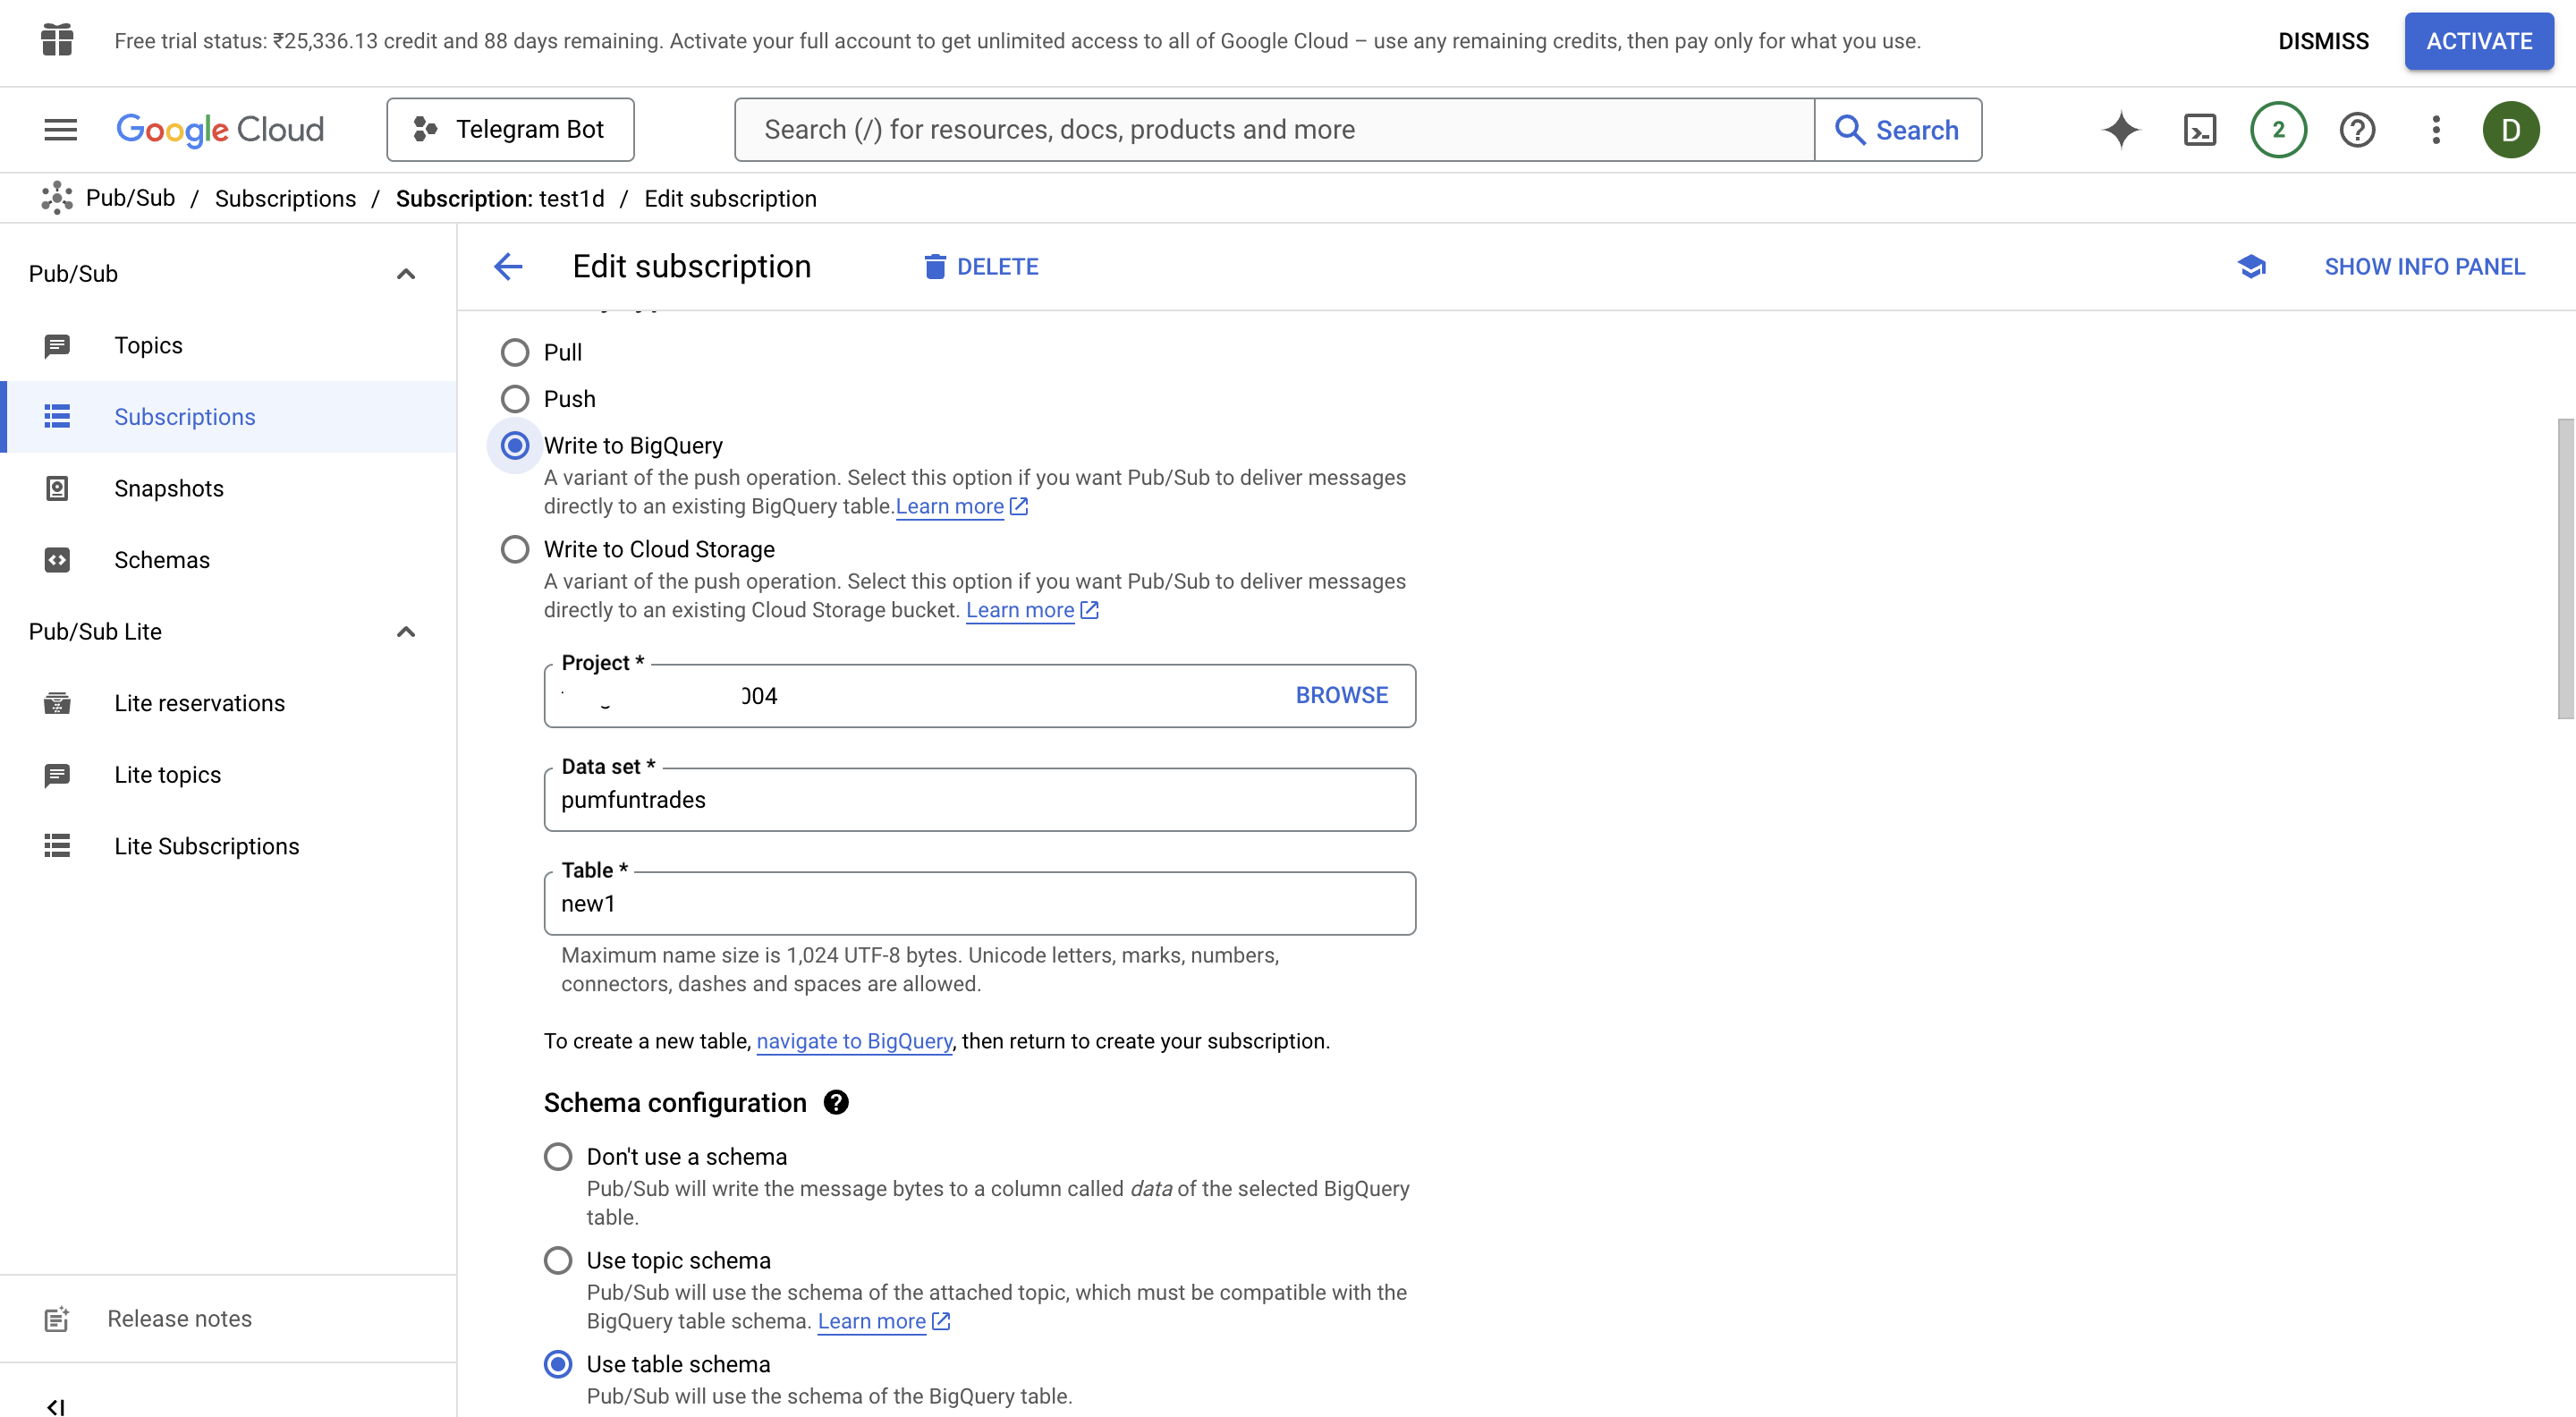 Free trial status: ₹25,336.13 credit and 88 days remaining. Activate your full account to get unlimited access to all of Google Cloud – use any remaining credits, then pay only for what you use.
DISMISS
ACTIVATE
Google Cloud
Telegram Bot
Search (/) for resources, docs, products and more
Search
2
D
Pub/Sub / Subscriptions / Subscription: test1d / Edit subscription
Pub/Sub
Topics
Subscriptions
Snapshots
Schemas
Pub/Sub Lite
Lite reservations
Lite topics
Lite Subscriptions
Release notes
Edit subscription
DELETE
SHOW INFO PANEL
Pull
Push
Write to BigQuery
A variant of the push operation. Select this option if you want Pub/Sub to deliver messages
directly to an existing BigQuery table.Learn more
Write to Cloud Storage
A variant of the push operation. Select this option if you want Pub/Sub to deliver messages
directly to an existing Cloud Storage bucket. Learn more
Project *
004
BROWSE
Data set *
pumfuntrades
Table *
new1
Maximum name size is 1,024 UTF-8 bytes. Unicode letters, marks, numbers,
connectors, dashes and spaces are allowed.
To create a new table, navigate to BigQuery, then return to create your subscription.
Schema configuration
Don't use a schema
Pub/Sub will write the message bytes to a column called data of the selected BigQuery
table.
Use topic schema
Pub/Sub will use the schema of the attached topic, which must be compatible with the
BigQuery table schema. Learn more
Use table schema
Pub/Sub will use the schema of the BigQuery table.